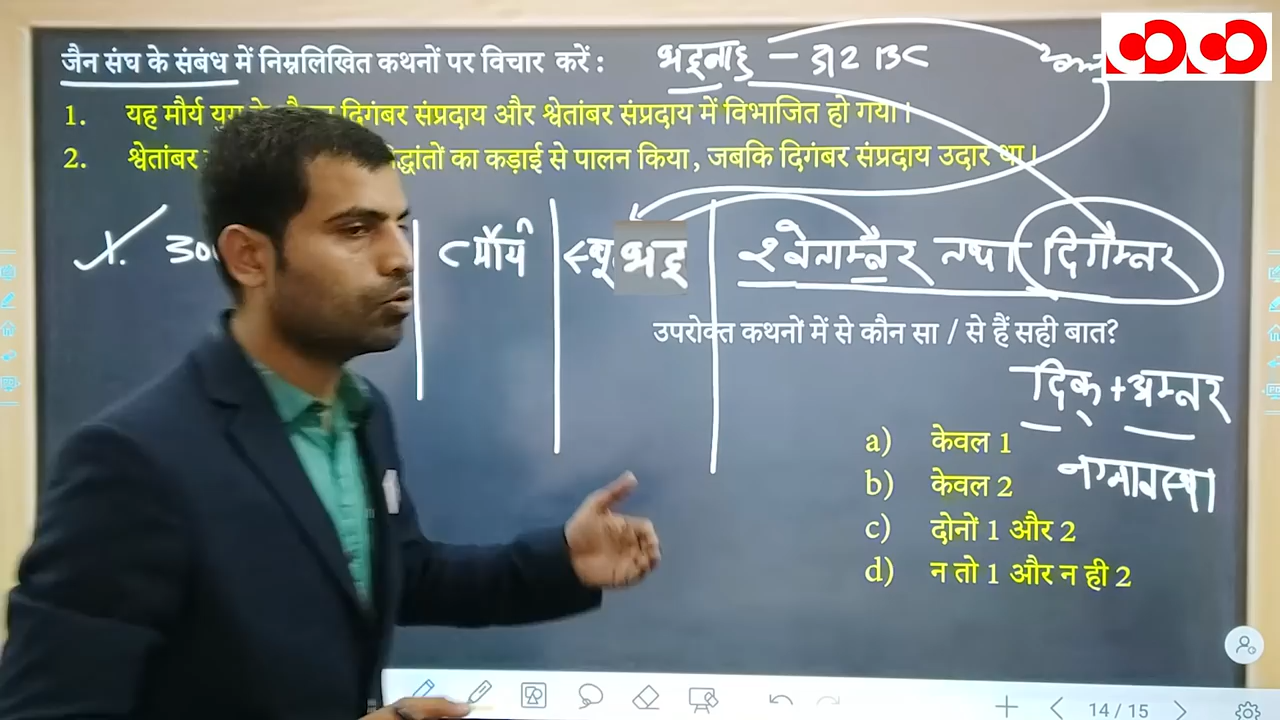 जैन संघ के संबंध में निम्नलिखित कथनों पर विचार करें :
भद्रबाहु – 312 BC
1. यह मौर्य युग दिगंबर संप्रदाय और श्वेतांबर संप्रदाय में विभाजित हो गया।
2. श्वेतांबर द्धांतों का कड़ाई से पालन किया, जबकि दिगंबर संप्रदाय उदार था।
300
मौर्य
भद्र
श्वेताम्बर तथा दिगम्बर
उपरोक्त कथनों में से कौन सा / से हैं सही बात?
दिक् + अम्बर
a) केवल 1
नग्नावस्था
b) केवल 2
c) दोनों 1 और 2
d) न तो 1 और न ही 2
14 / 15